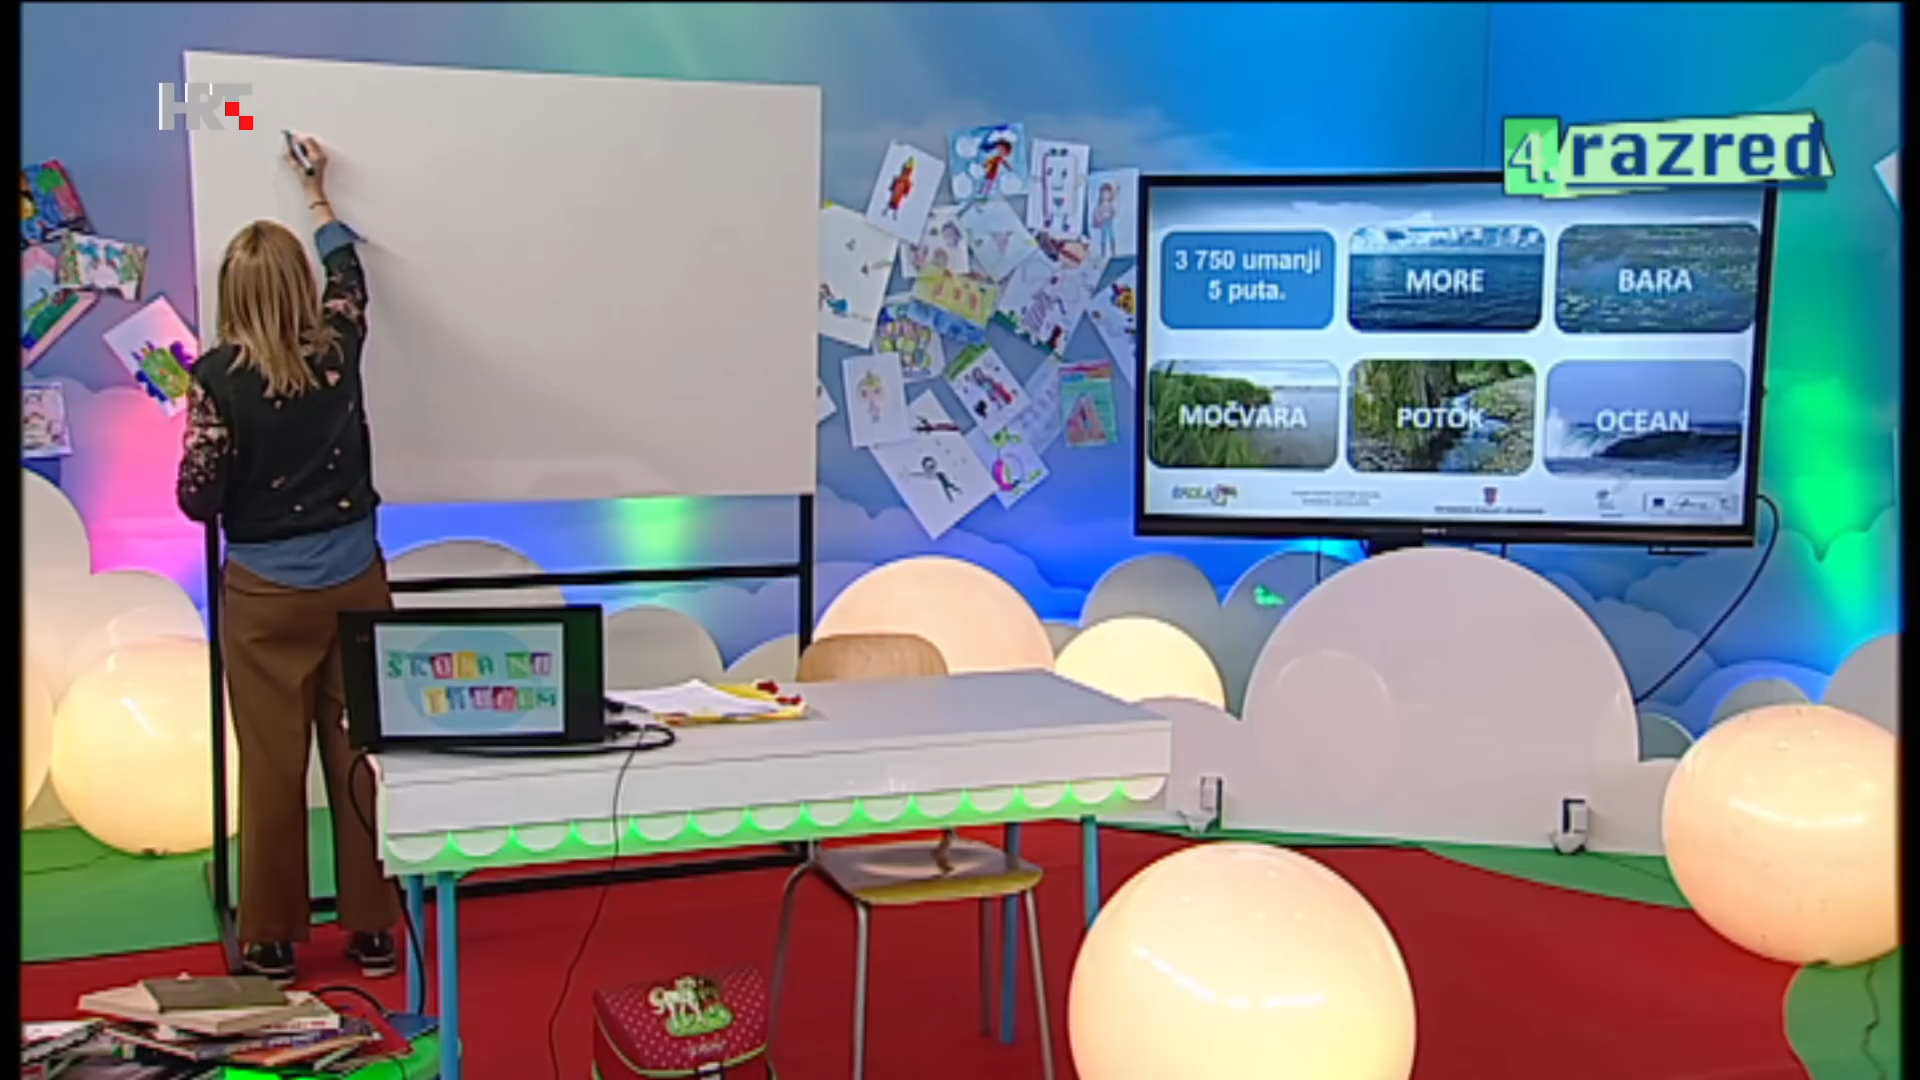 HRT
4. razred
3 750 umanji
5 puta.
MORE
BARA
MOČVARA
POTOK
OCEAN
ŠKOLA NA
TREĆEM